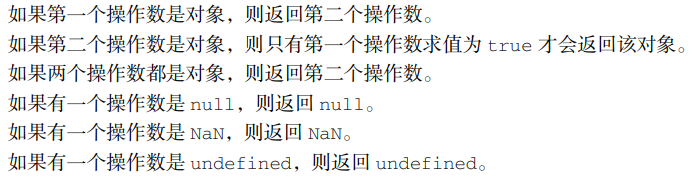 如果第一个操作数是对象，则返回第二个操作数。
如果第二个操作数是对象，则只有第一个操作数求值为 true 才会返回该对象。
如果两个操作数都是对象，则返回第二个操作数。
如果有一个操作数是 null，则返回 null。
如果有一个操作数是 NaN，则返回 NaN。
如果有一个操作数是 undefined，则返回 undefined。